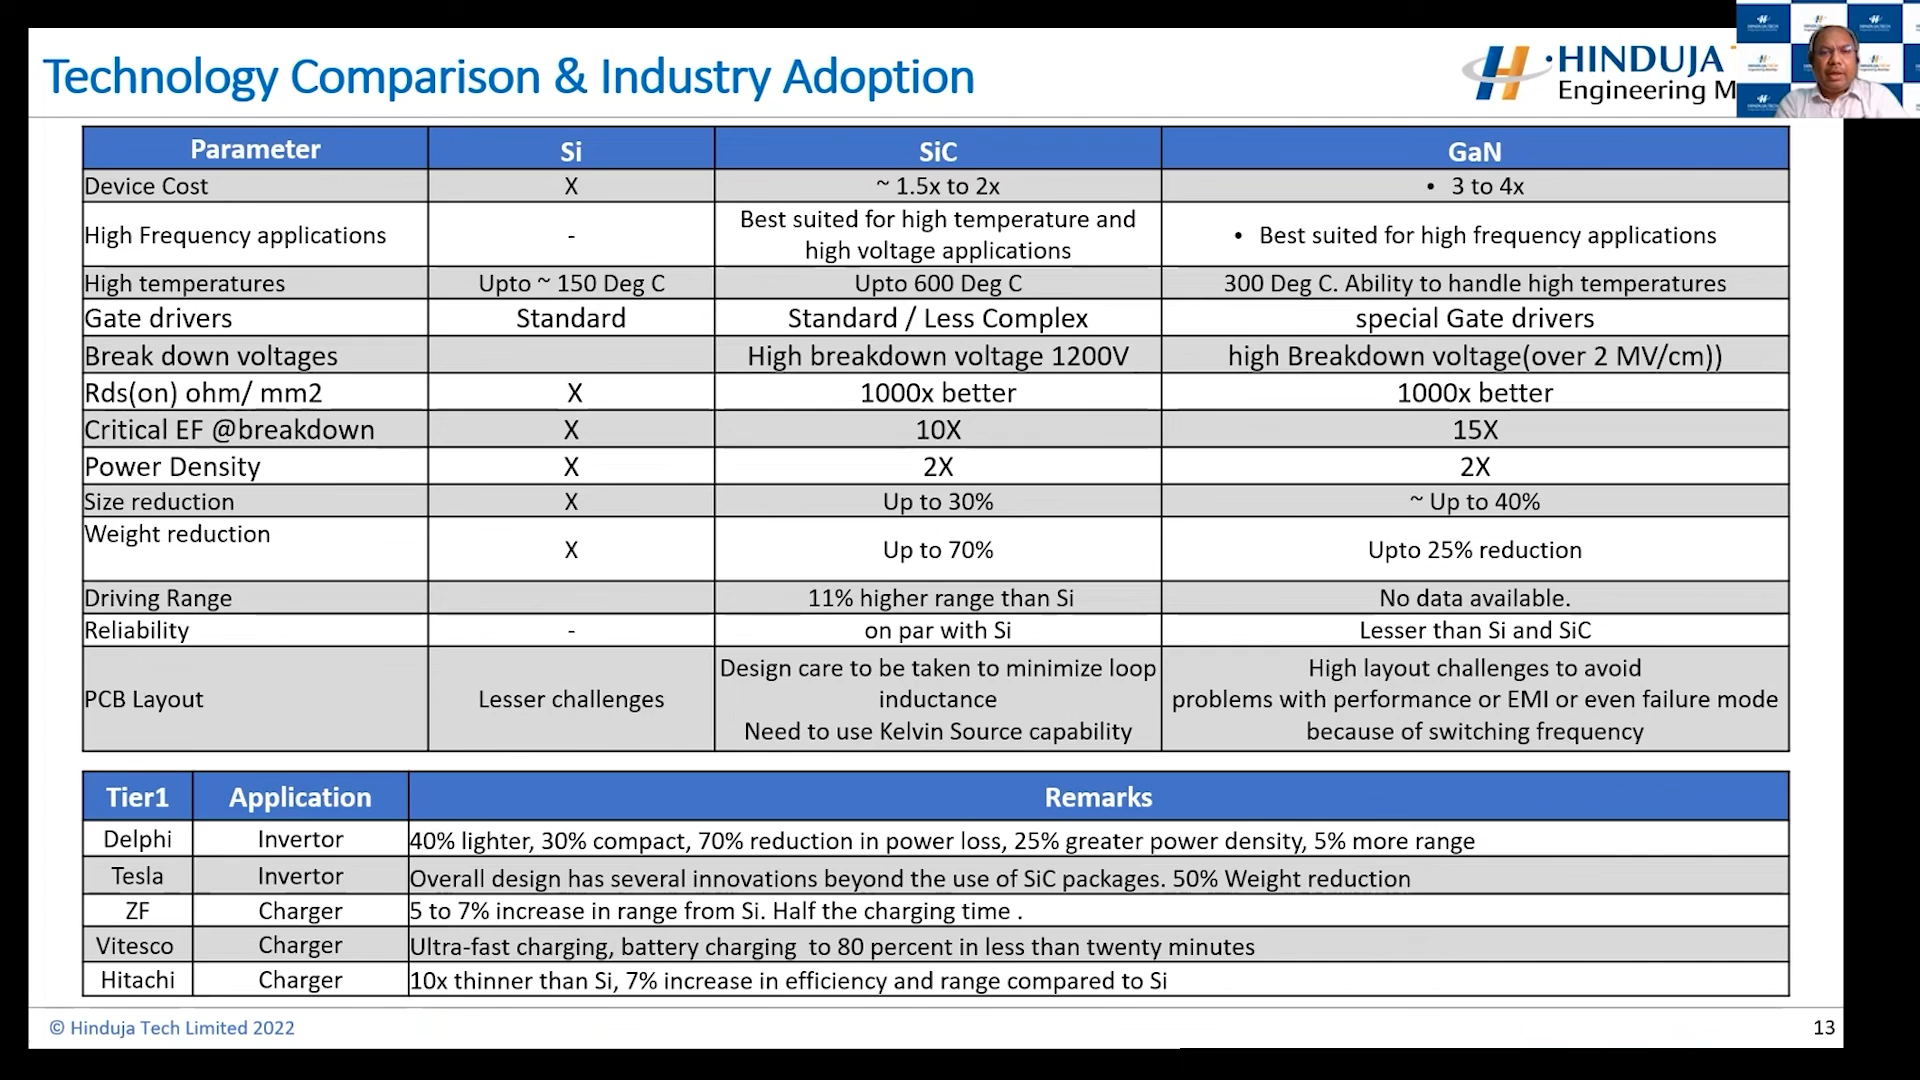 Technology Comparison & Industry Adoption
HINDUJA
Engineering M
Parameter Si SiC GaN
Device Cost X ~ 1.5x to 2x • 3 to 4x
High Frequency applications - Best suited for high temperature and high voltage applications • Best suited for high frequency applications
High temperatures Upto ~ 150 Deg C Upto 600 Deg C 300 Deg C. Ability to handle high temperatures
Gate drivers Standard Standard / Less Complex special Gate drivers
Break down voltages High breakdown voltage 1200V high Breakdown voltage(over 2 MV/cm))
Rds(on) ohm/ mm2 X 1000x better 1000x better
Critical EF @breakdown X 10X 15X
Power Density X 2X 2X
Size reduction X Up to 30% ~ Up to 40%
Weight reduction X Up to 70% Upto 25% reduction
Driving Range 11% higher range than Si No data available.
Reliability - on par with Si Lesser than Si and SiC
PCB Layout Lesser challenges
Design care to be taken to minimize loop
inductance
Need to use Kelvin Source capability
High layout challenges to avoid
problems with performance or EMI or even failure mode
because of switching frequency
Tier1 Application Remarks
Delphi Invertor 40% lighter, 30% compact, 70% reduction in power loss, 25% greater power density, 5% more range
Tesla Invertor Overall design has several innovations beyond the use of SiC packages. 50% Weight reduction
ZF Charger 5 to 7% increase in range from Si. Half the charging time .
Vitesco Charger Ultra-fast charging, battery charging to 80 percent in less than twenty minutes
Hitachi Charger 10x thinner than Si, 7% increase in efficiency and range compared to Si
© Hinduja Tech Limited 2022
13